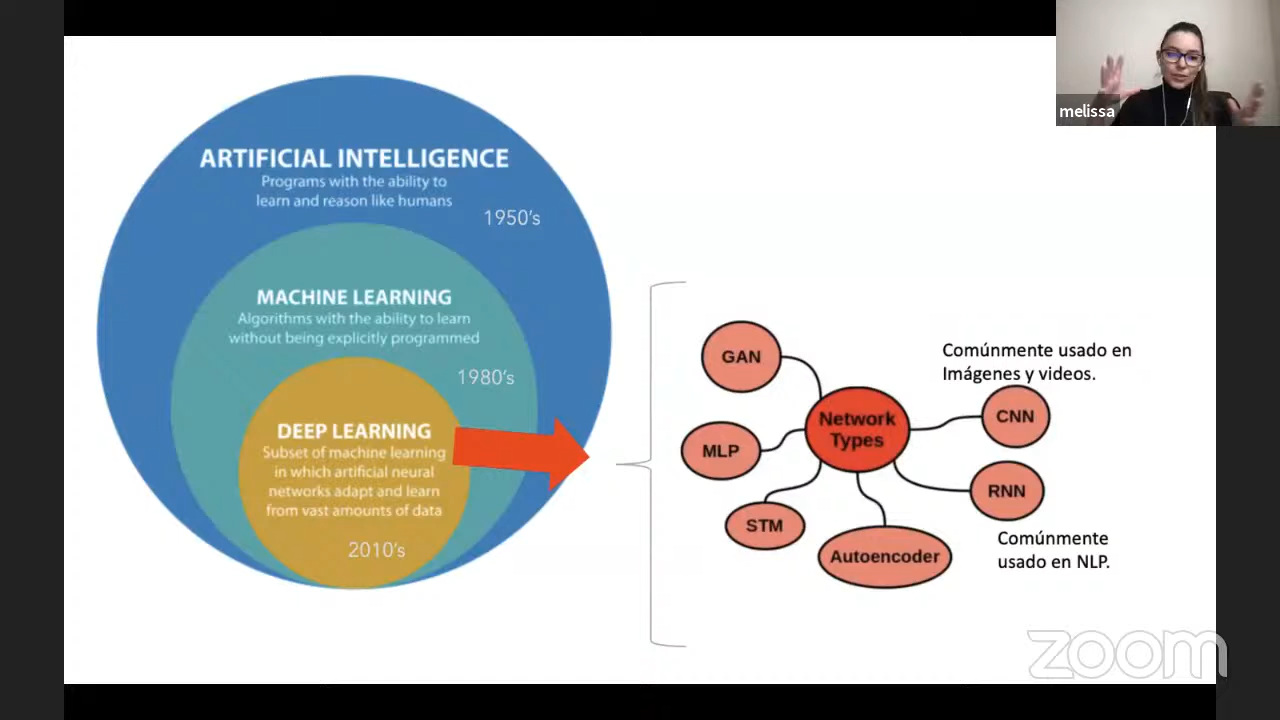 melissa
ARTIFICIAL INTELLIGENCE
Programs with the ability to
learn and reason like humans
1950's
MACHINE LEARNING
Algorithms with the ability to learn
without being explicitly programmed
1980's
DEEP LEARNING
Subset of machine learning
in which artificial neural
networks adapt and learn
from vast amounts of data
2010's
GAN
MLP
STM
Autoencoder
Network
Types
Comúnmente usado en
Imágenes y videos.
CNN
RNN
Comúnmente
usado en NLP.
zoom